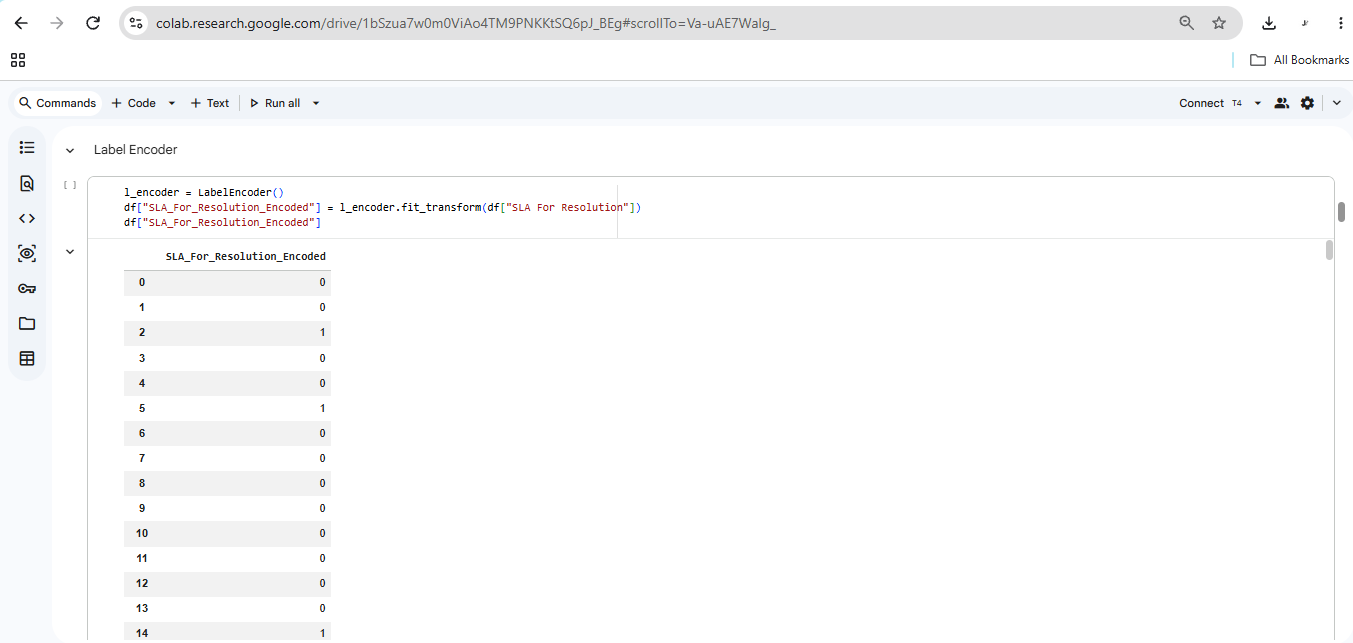 colab.research.google.com/drive/1bSzua7w0m0ViAo4TM9PNKKtSQ6pJ_BEg#scrollTo=Va-uAE7WaIg_
All Bookmarks
Commands + Code + Text Run all Connect T4
Label Encoder
[ ]
l_encoder = LabelEncoder()
df["SLA_For_Resolution_Encoded"] = l_encoder.fit_transform(df["SLA For Resolution"])
df["SLA_For_Resolution_Encoded"]
SLA_For_Resolution_Encoded
0 0
1 0
2 1
3 0
4 0
5 1
6 0
7 0
8 0
9 0
10 0
11 0
12 0
13 0
14 1